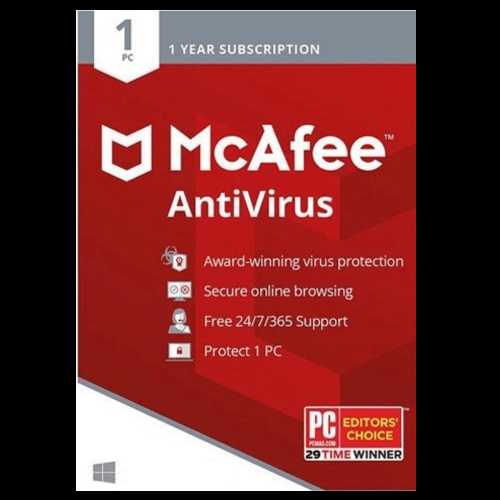 1
PC
1 YEAR SUBSCRIPTION
McAfee™
AntiVirus
Award-winning virus protection
Secure online browsing
Free 24/7/365 Support
Protect 1 PC
PC
PCMAG.COM
EDITORS'
CHOICE
29 TIME WINNER